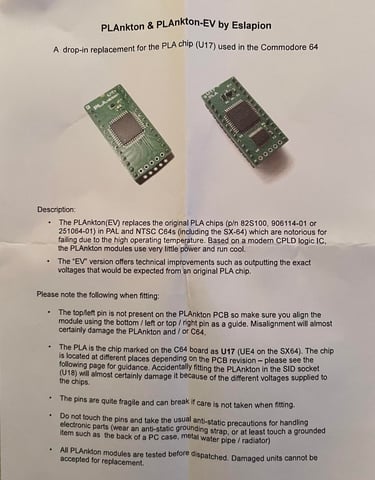 PLAnkton & PLAnkton-EV by Eslapion
A drop-in replacement for the PLA chip (U17) used in the Commodore 64
Description:
• The PLAnkton(EV) replaces the original PLA chips (p/n 82S100, 906114-01 or
251064-01) in PAL and NTSC C64s (including the SX-64) which are notorious for
failing due to the high operating temperature. Based on a modern CPLD logic IC,
the PLAnkton modules use very little power and run cool.
• The "EV" version offers technical improvements such as outputting the exact
voltages that would be expected from an original PLA chip.
Please note the following when fitting:
• The top/left pin is not present on the PLAnkton PCB so make sure you align the
module using the bottom / left or top / right pin as a guide. Misalignment will almost
certainly damage the PLAnkton and / or C64.
• The PLA is the chip marked on the C64 board as U17 (UE4 on the SX64). The chip
is located at different places depending on the PCB revision – please see the
following page for guidance. Accidentally fitting the PLAnkton in the SID socket
(U18) will almost certainly damage it because of the different voltages supplied to
the chips.
• The pins are quite fragile and can break if care is not taken when fitting.
• Do not touch the pins and take the usual anti-static precautions for handling
electronic parts (wear an anti-static grounding strap, or at least touch a grounded
item such as the back of a PC case, metal water pipe / radiator)
• All PLAnkton modules are tested before dispatched. Damaged units cannot be
accepted for replacement.